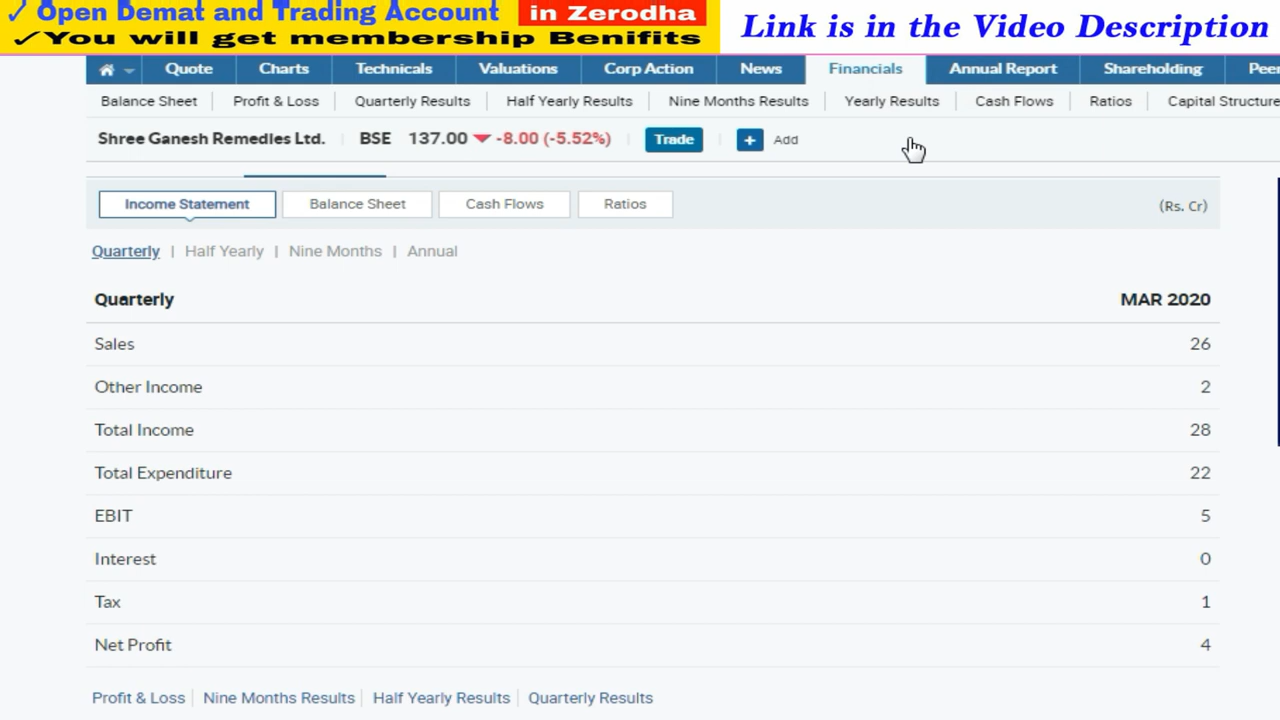 ✓ Open Demat and Trading Account in Zerodha
✓You will get membership Benifits
Link is in the Video Description
Quote Charts Technicals Valuations Corp Action News Financials Annual Report Shareholding Peer
Balance Sheet Profit & Loss Quarterly Results Half Yearly Results Nine Months Results Yearly Results Cash Flows Ratios Capital Structure
Shree Ganesh Remedies Ltd. BSE 137.00 -8.00 (-5.52%) Trade + Add
Income Statement Balance Sheet Cash Flows Ratios (Rs. Cr)
Quarterly | Half Yearly | Nine Months | Annual
Quarterly MAR 2020
Sales 26
Other Income 2
Total Income 28
Total Expenditure 22
EBIT 5
Interest 0
Tax 1
Net Profit 4
Profit & Loss Nine Months Results Half Yearly Results Quarterly Results